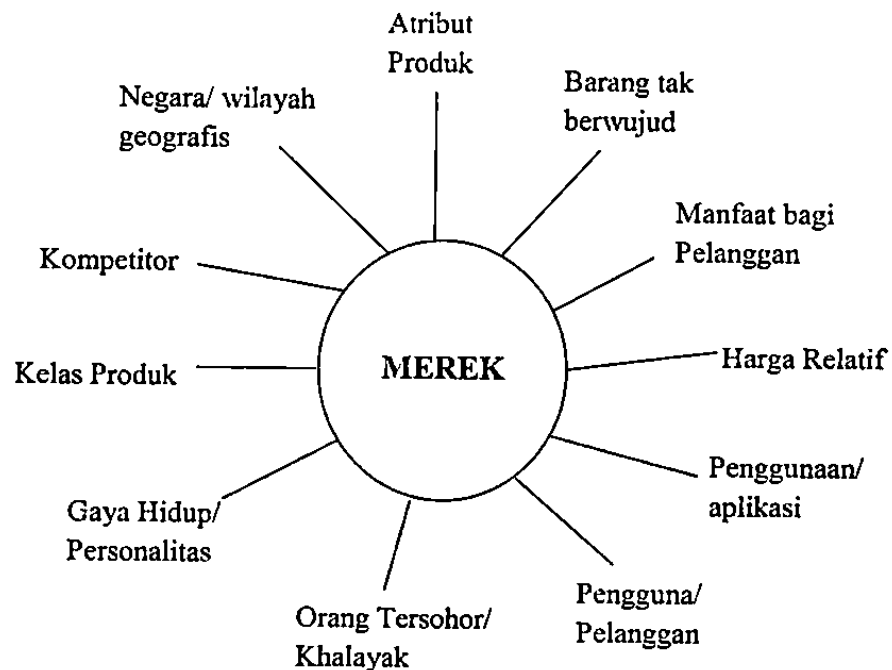 Atribut
Produk
Barang tak
berwujud
Manfaat bagi
Pelanggan
Harga Relatif
Penggunaan/
aplikasi
Pengguna/
Pelanggan
Orang Tersohor/
Khalayak
Gaya Hidup/
Personalitas
Kelas Produk
Kompetitor
Negara/ wilayah
geografis
MEREK